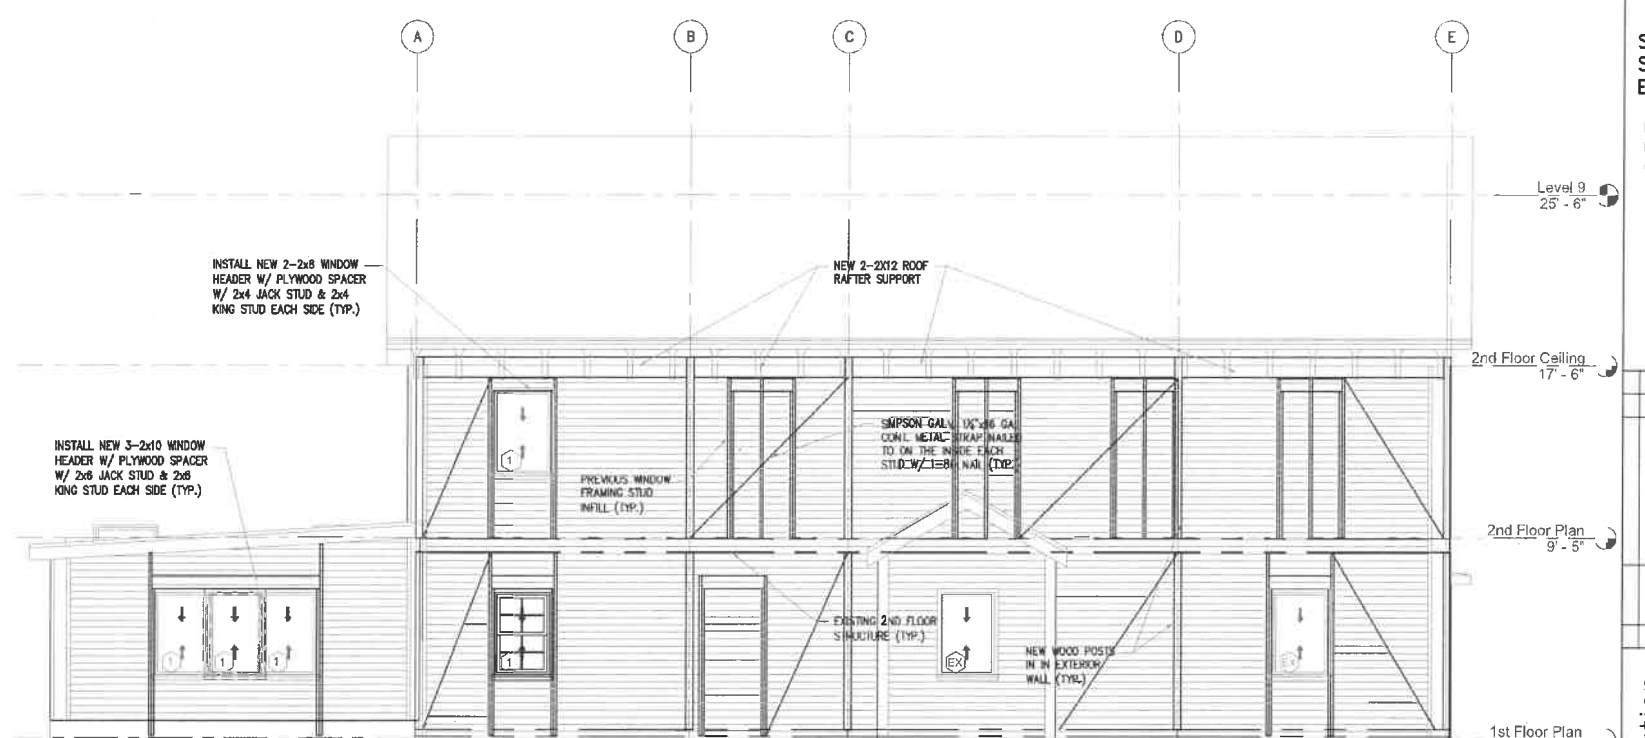 A
B
C
D
E
Level 9
25' - 6"
INSTALL NEW 2-2x8 WINDOW
HEADER W/ PLYWOOD SPACER
W/ 2x4 JACK STUD & 2x4
KING STUD EACH SIDE (TYP.)
NEW 2-2X12 ROOF
RAFTER SUPPORT
2nd Floor Ceiling
17' - 6"
INSTALL NEW 3-2x10 WINDOW
HEADER W/ PLYWOOD SPACER
W/ 2x6 JACK STUD & 2x6
KING STUD EACH SIDE (TYP.)
SIMPSON GALV.
CONT. METAL STRAP NAILED
TO ON THE INSIDE EACH
STUD W/ NAIL (TYP.)
1
PREVIOUS WINDOW
FRAMING STUD
INFILL (TYP.)
2nd Floor Plan
9' - 5"
EXISTING 2ND FLOOR
STRUCTURE (TYP.)
NEW WOOD POSTS
IN IN EXTERIOR
WALL (TYP.)
1
1
1
1
EX
EX
1st Floor Plan